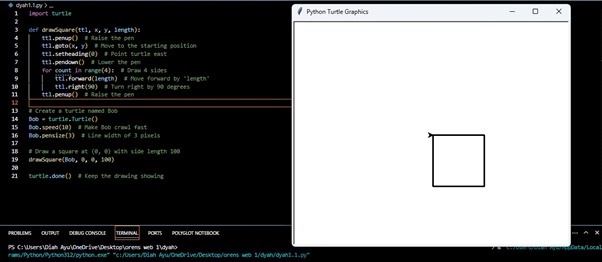 dyah1.1.py > ...
1 import turtle
2
3 def drawSquare(ttl, x, y, length):
4 ttl.penup() # Raise the pen
5 ttl.goto(x, y) # Move to the starting position
6 ttl.setheading(0) # Point turtle east
7 ttl.pendown() # Lower the pen
8 for count in range(4): # Draw 4 sides
9 ttl.forward(length) # Move forward by 'length'
10 ttl.right(90) # Turn right by 90 degrees
11 ttl.penup() # Raise the pen
12
13 # Create a turtle named Bob
14 Bob = turtle.Turtle()
15 Bob.speed(10) # Make Bob crawl fast
16 Bob.pensize(3) # Line width of 3 pixels
17
18 # Draw a square at (0, 0) with side length 100
19 drawSquare(Bob, 0, 0, 100)
20
21 turtle.done() # Keep the drawing showing
Python Turtle Graphics
PROBLEMS OUTPUT DEBUG CONSOLE TERMINAL PORTS POLYGLOT NOTEBOOK
PS C:\Users\Diah Ayu\OneDrive\Desktop\orens web 1\dyah> & "C:/Users/Diah Ayu/AppData/Local
rams/Python/Python312/python.exe" "c:/Users/Diah Ayu/OneDrive/Desktop/orens web 1/dyah/dyah1.1.py"